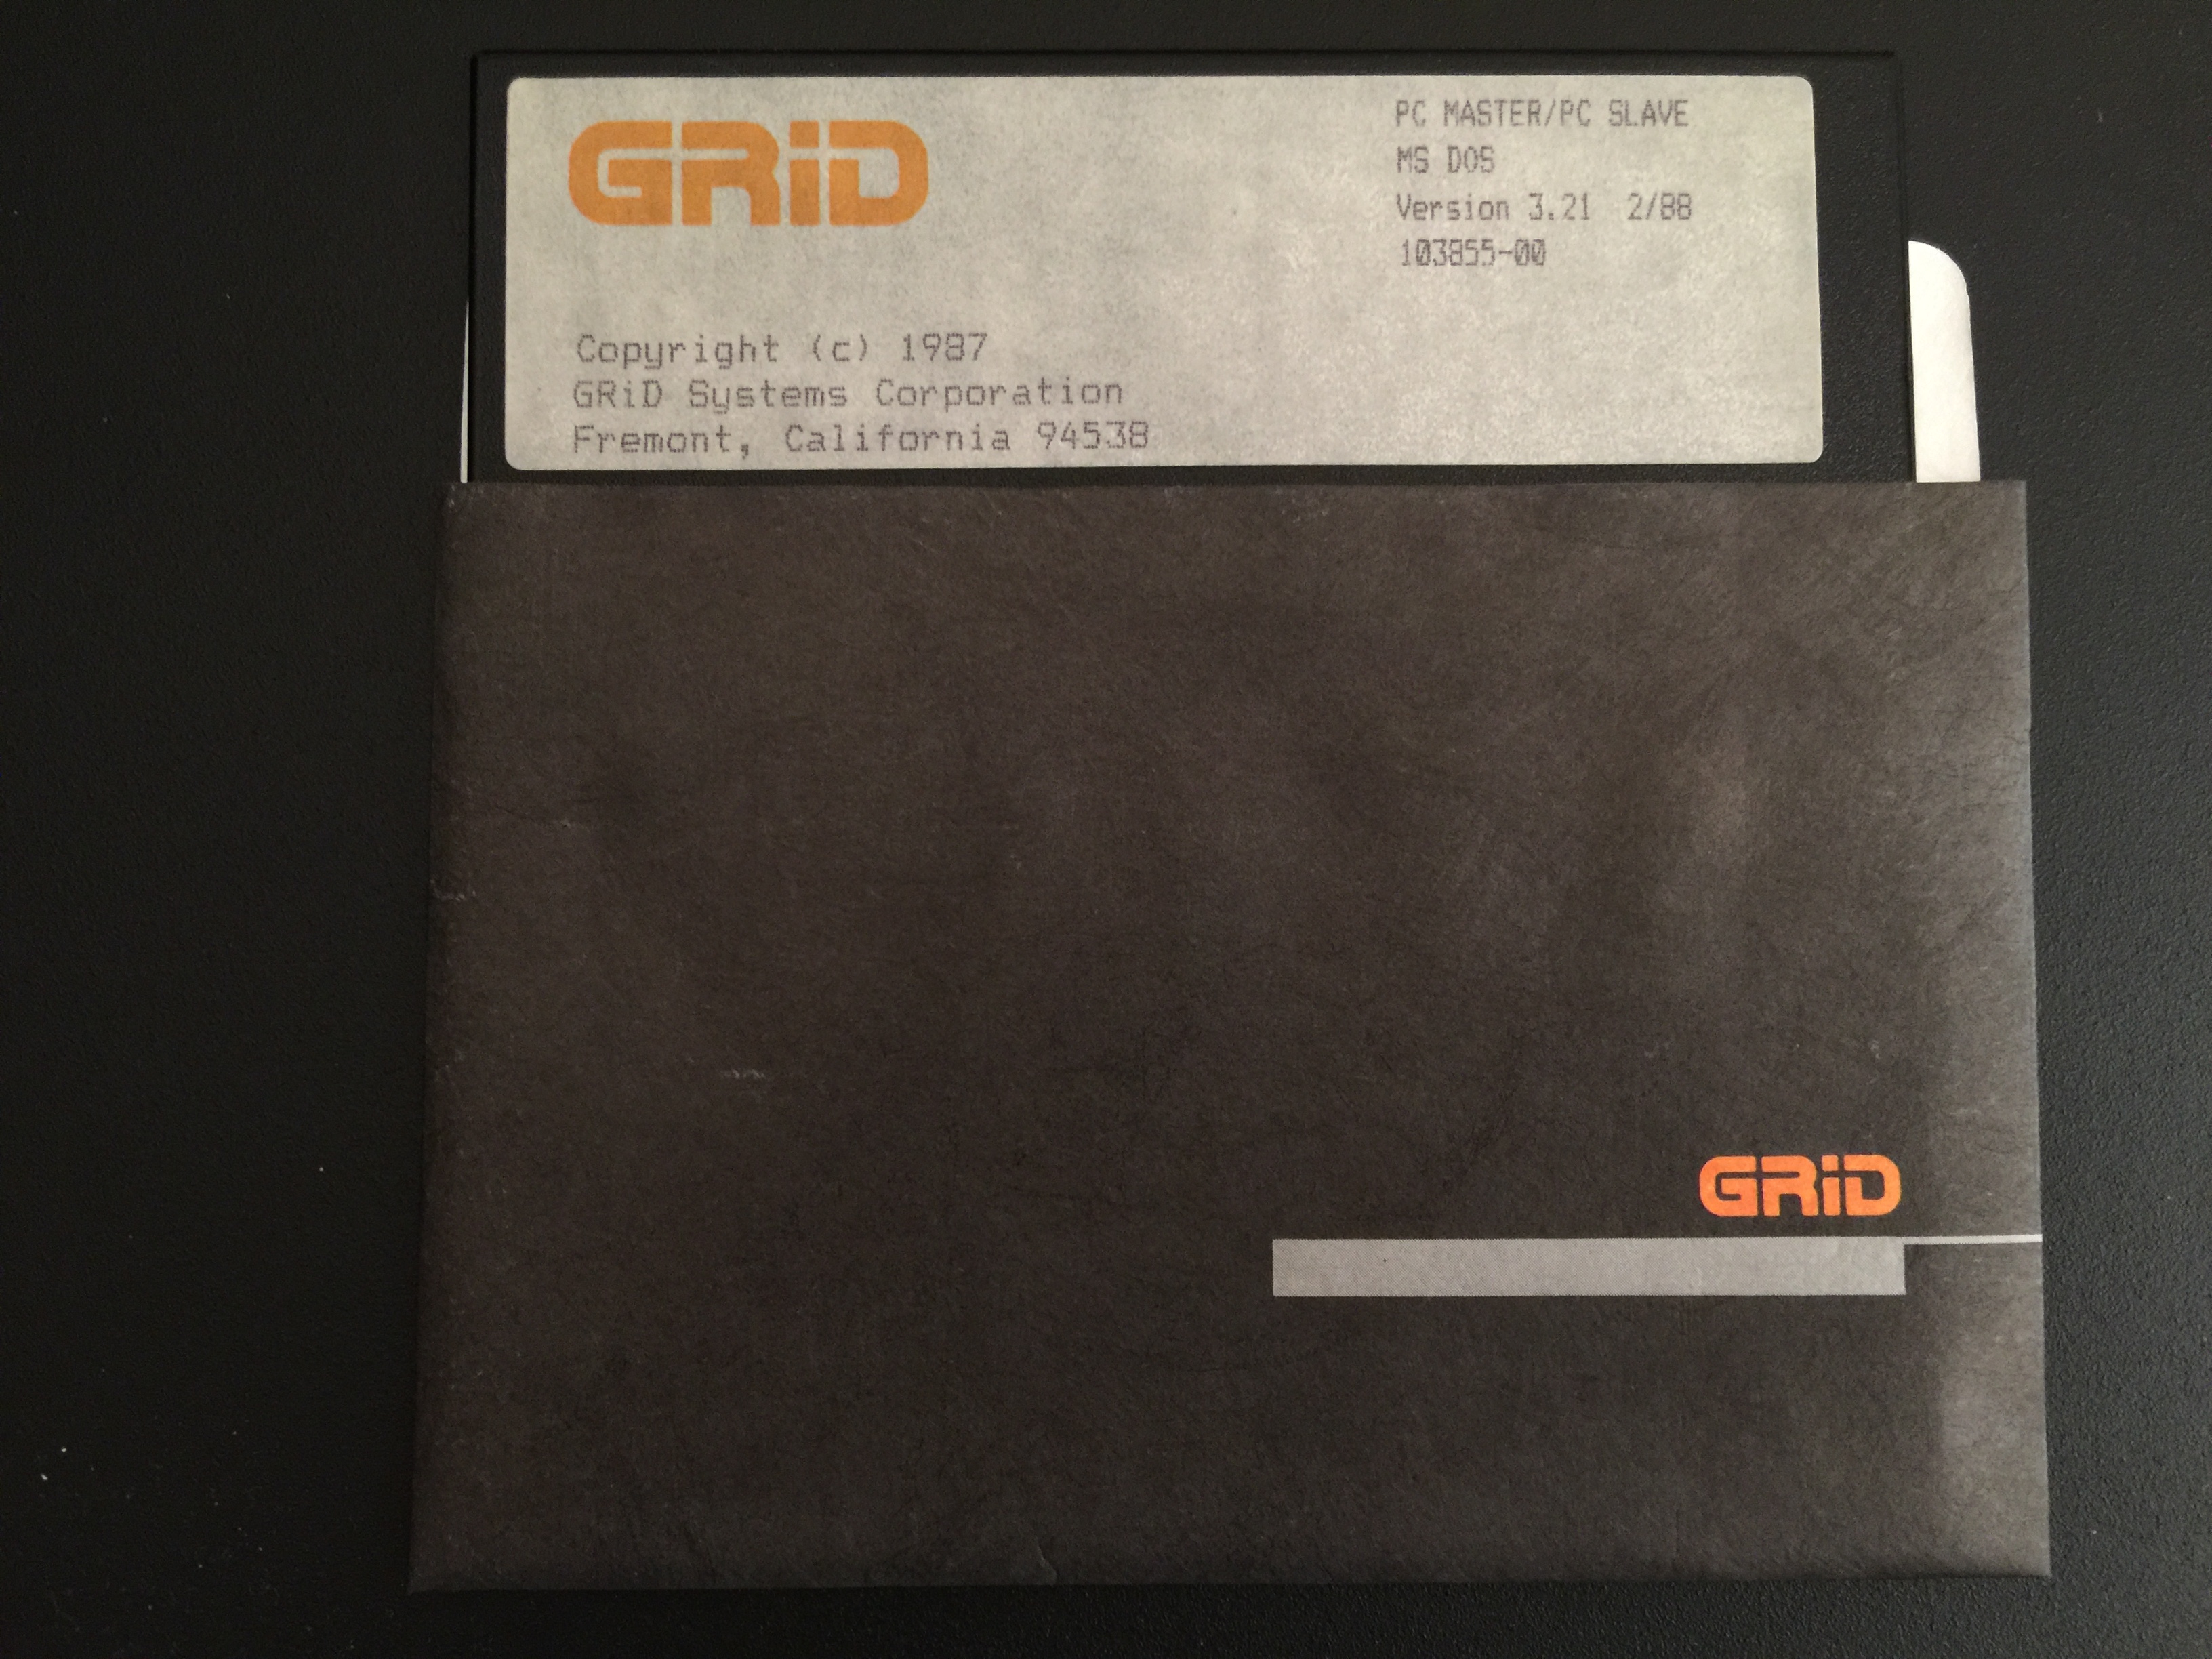 GRiD
PC MASTER/PC SLAVE
MS DOS
Version 3.21  2/88
103855-00
Copyright (c) 1987
GRiD Systems Corporation
Fremont, California 94538
GRiD